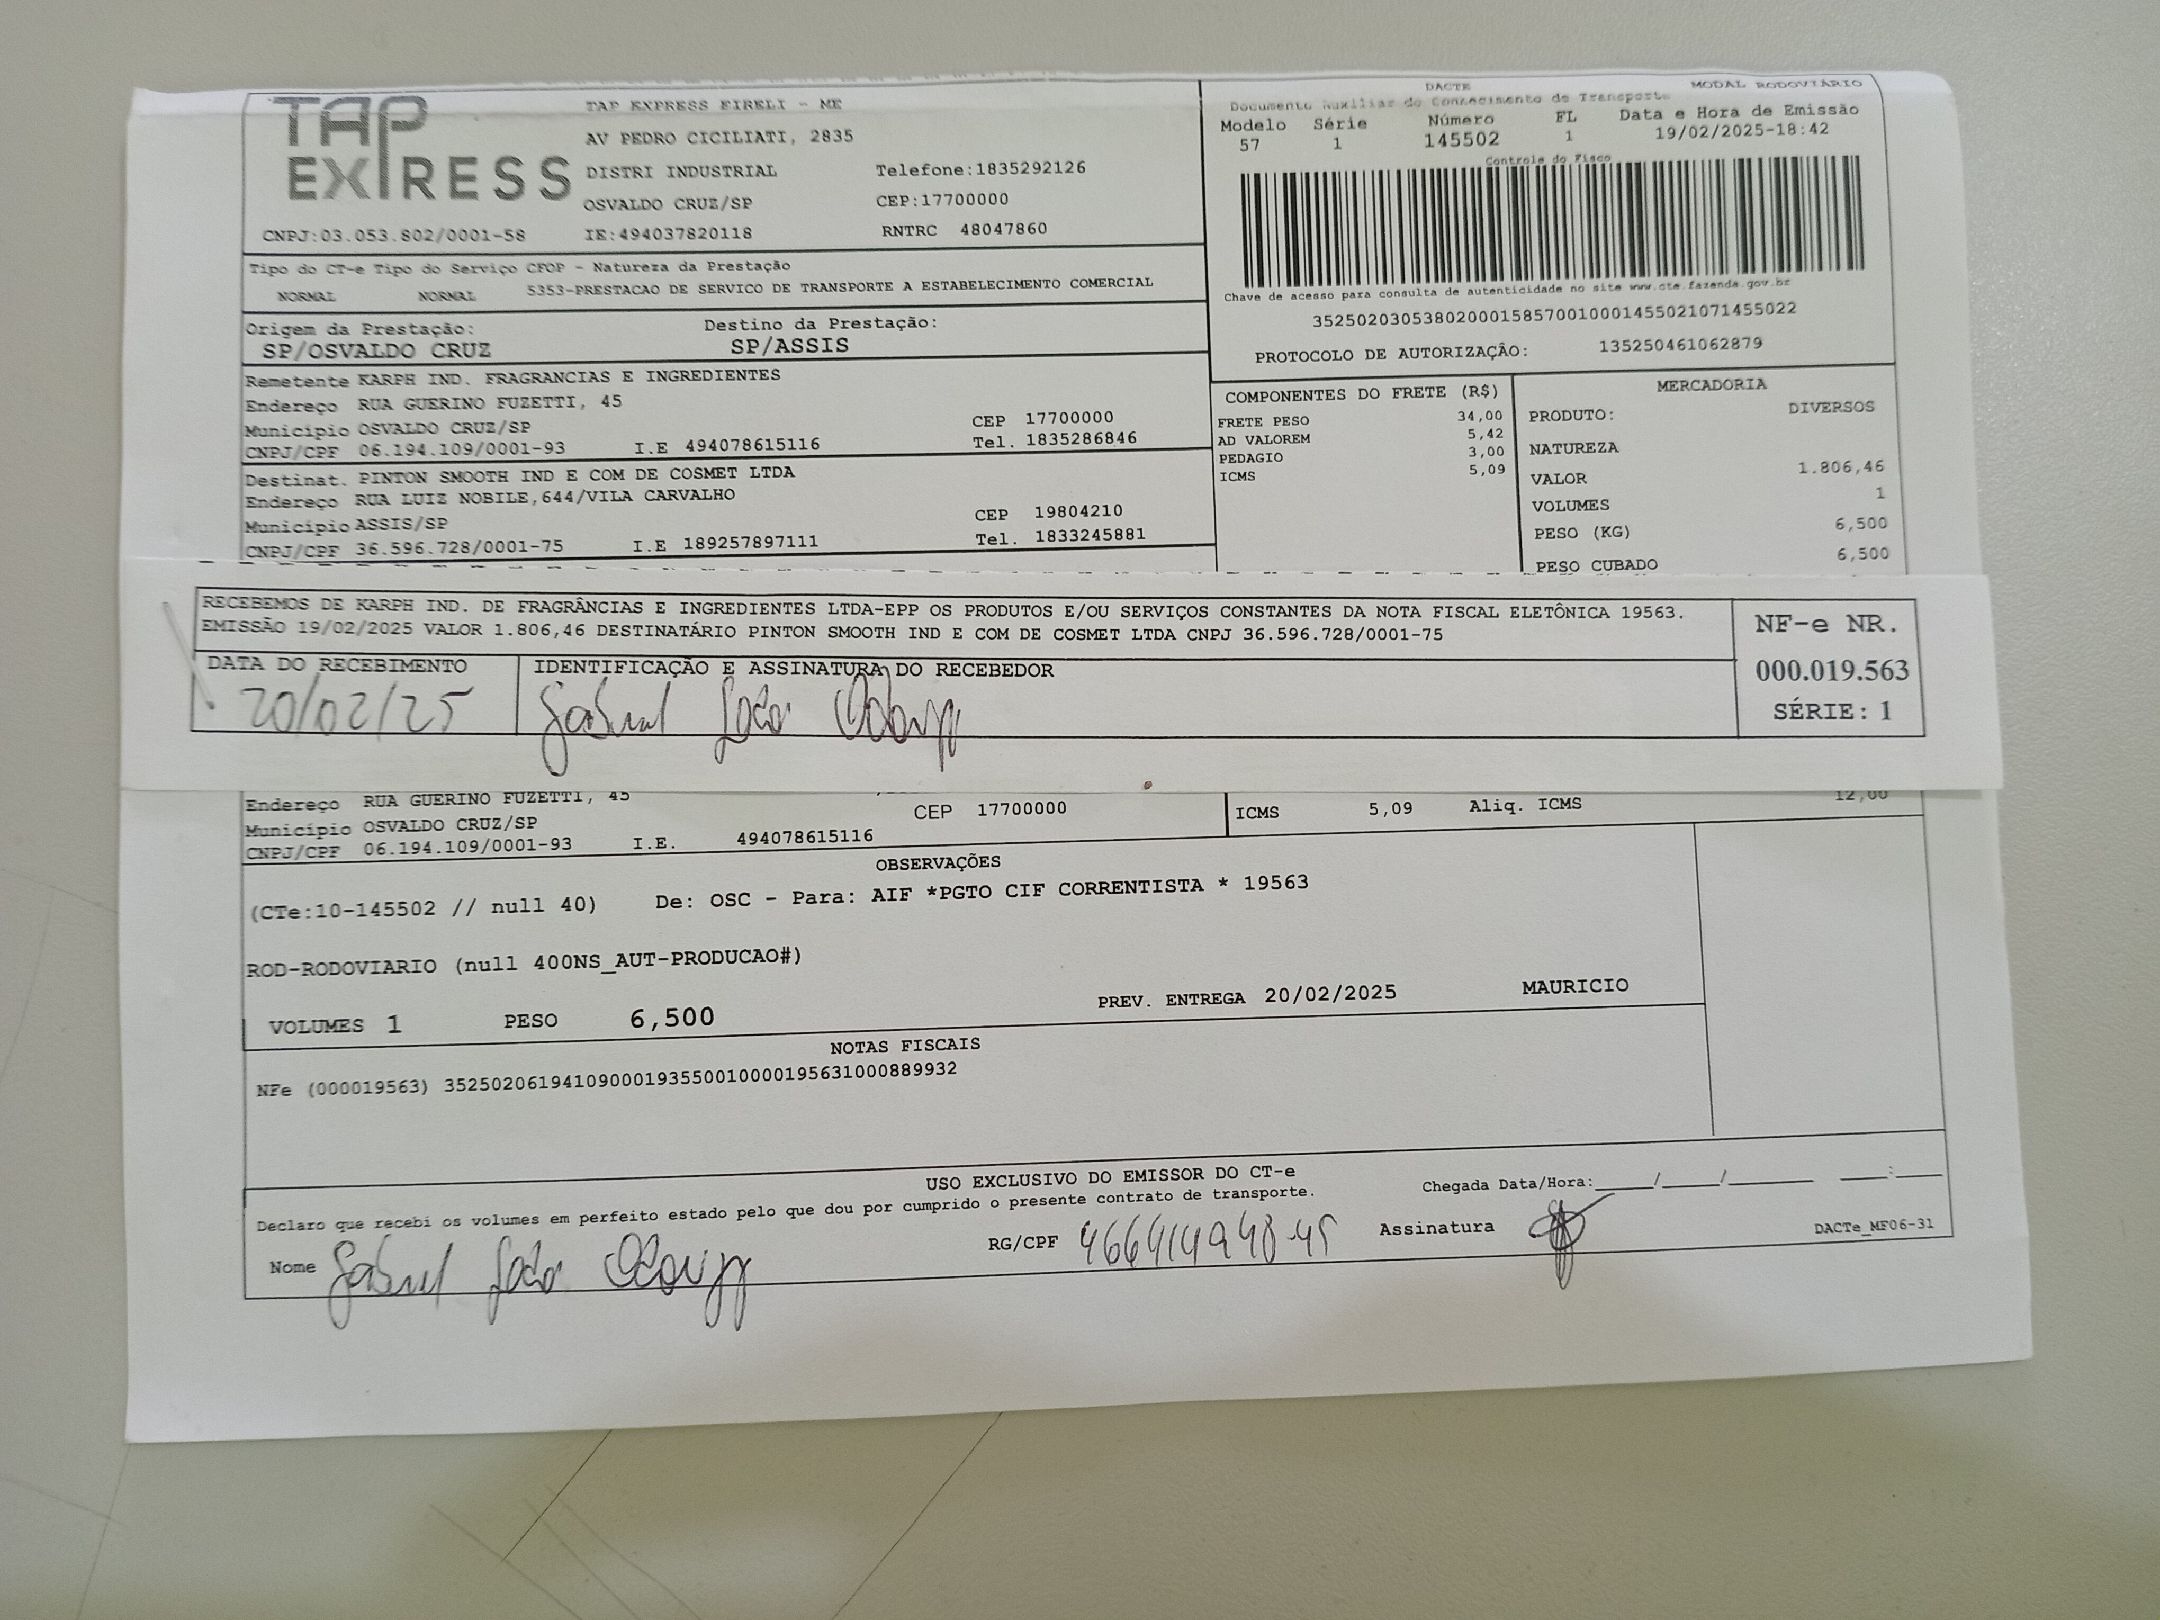 TAP EXPRESS
TAP EXPRESS EIRELI - ME
AV PEDRO CICILIATI, 2835
DISTRI INDUSTRIAL Telefone:1835292126
OSVALDO CRUZ/SP CEP:17700000
CNPJ:03.053.802/0001-58 IE:494037820118 RNTRC 48047860
DACTE MODAL RODOVIÁRIO
Documento Auxiliar do Conhecimento de Transporte
Modelo Série Número FL Data e Hora de Emissão
57 1 145502 1 19/02/2025-18:42
Controle do Fisco
Chave de acesso para consulta de autenticidade no site www.cte.fazenda.gov.br
35250203053802000158570010001455021071455022
PROTOCOLO DE AUTORIZAÇÃO: 135250461062879
Tipo do CT-e Tipo do Serviço CFOP - Natureza da Prestação
NORMAL NORMAL 5353-PRESTACAO DE SERVICO DE TRANSPORTE A ESTABELECIMENTO COMERCIAL
Origem da Prestação: Destino da Prestação:
SP/OSVALDO CRUZ SP/ASSIS
Remetente KARPH IND. FRAGRANCIAS E INGREDIENTES
Endereço RUA GUERINO FUZETTI, 45
Município OSVALDO CRUZ/SP CEP 17700000
CNPJ/CPF 06.194.109/0001-93 I.E 494078615116 Tel. 1835286846
Destinat. PINTON SMOOTH IND E COM DE COSMET LTDA
Endereço RUA LUIZ NOBILE,644/VILA CARVALHO
Município ASSIS/SP CEP 19804210
CNPJ/CPF 36.596.728/0001-75 I.E 189257897111 Tel. 1833245881
COMPONENTES DO FRETE (R$)
FRETE PESO 34,00
AD VALOREM 5,42
PEDAGIO 3,00
ICMS 5,09
MERCADORIA
PRODUTO: DIVERSOS
NATUREZA
VALOR 1.806,46
VOLUMES 1
PESO (KG) 6,500
PESO CUBADO 6,500
RECEBEMOS DE KARPH IND. DE FRAGRÂNCIAS E INGREDIENTES LTDA-EPP OS PRODUTOS E/OU SERVIÇOS CONSTANTES DA NOTA FISCAL ELETÔNICA 19563.
EMISSÃO 19/02/2025 VALOR 1.806,46 DESTINATÁRIO PINTON SMOOTH IND E COM DE COSMET LTDA CNPJ 36.596.728/0001-75
DATA DO RECEBIMENTO IDENTIFICAÇÃO E ASSINATURA DO RECEBEDOR
20/02/25
NF-e NR.
000.019.563
SÉRIE: 1
Endereço RUA GUERINO FUZETTI, 45
Município OSVALDO CRUZ/SP CEP 17700000
CNPJ/CPF 06.194.109/0001-93 I.E. 494078615116
ICMS 5,09 Aliq. ICMS 12,00
OBSERVAÇÕES
(CTe:10-145502 // null 40) De: OSC - Para: AIF *PGTO CIF CORRENTISTA * 19563
ROD-RODOVIARIO (null 400NS_AUT-PRODUCAO#)
VOLUMES 1 PESO 6,500 PREV. ENTREGA 20/02/2025 MAURICIO
NOTAS FISCAIS
NFe (000019563) 35250206194109000193550010000195631000889932
USO EXCLUSIVO DO EMISSOR DO CT-e
Declaro que recebi os volumes em perfeito estado pelo que dou por cumprido o presente contrato de transporte.
Chegada Data/Hora:____/____/______ ___:___
Nome RG/CPF Assinatura DACTe_MF06-31